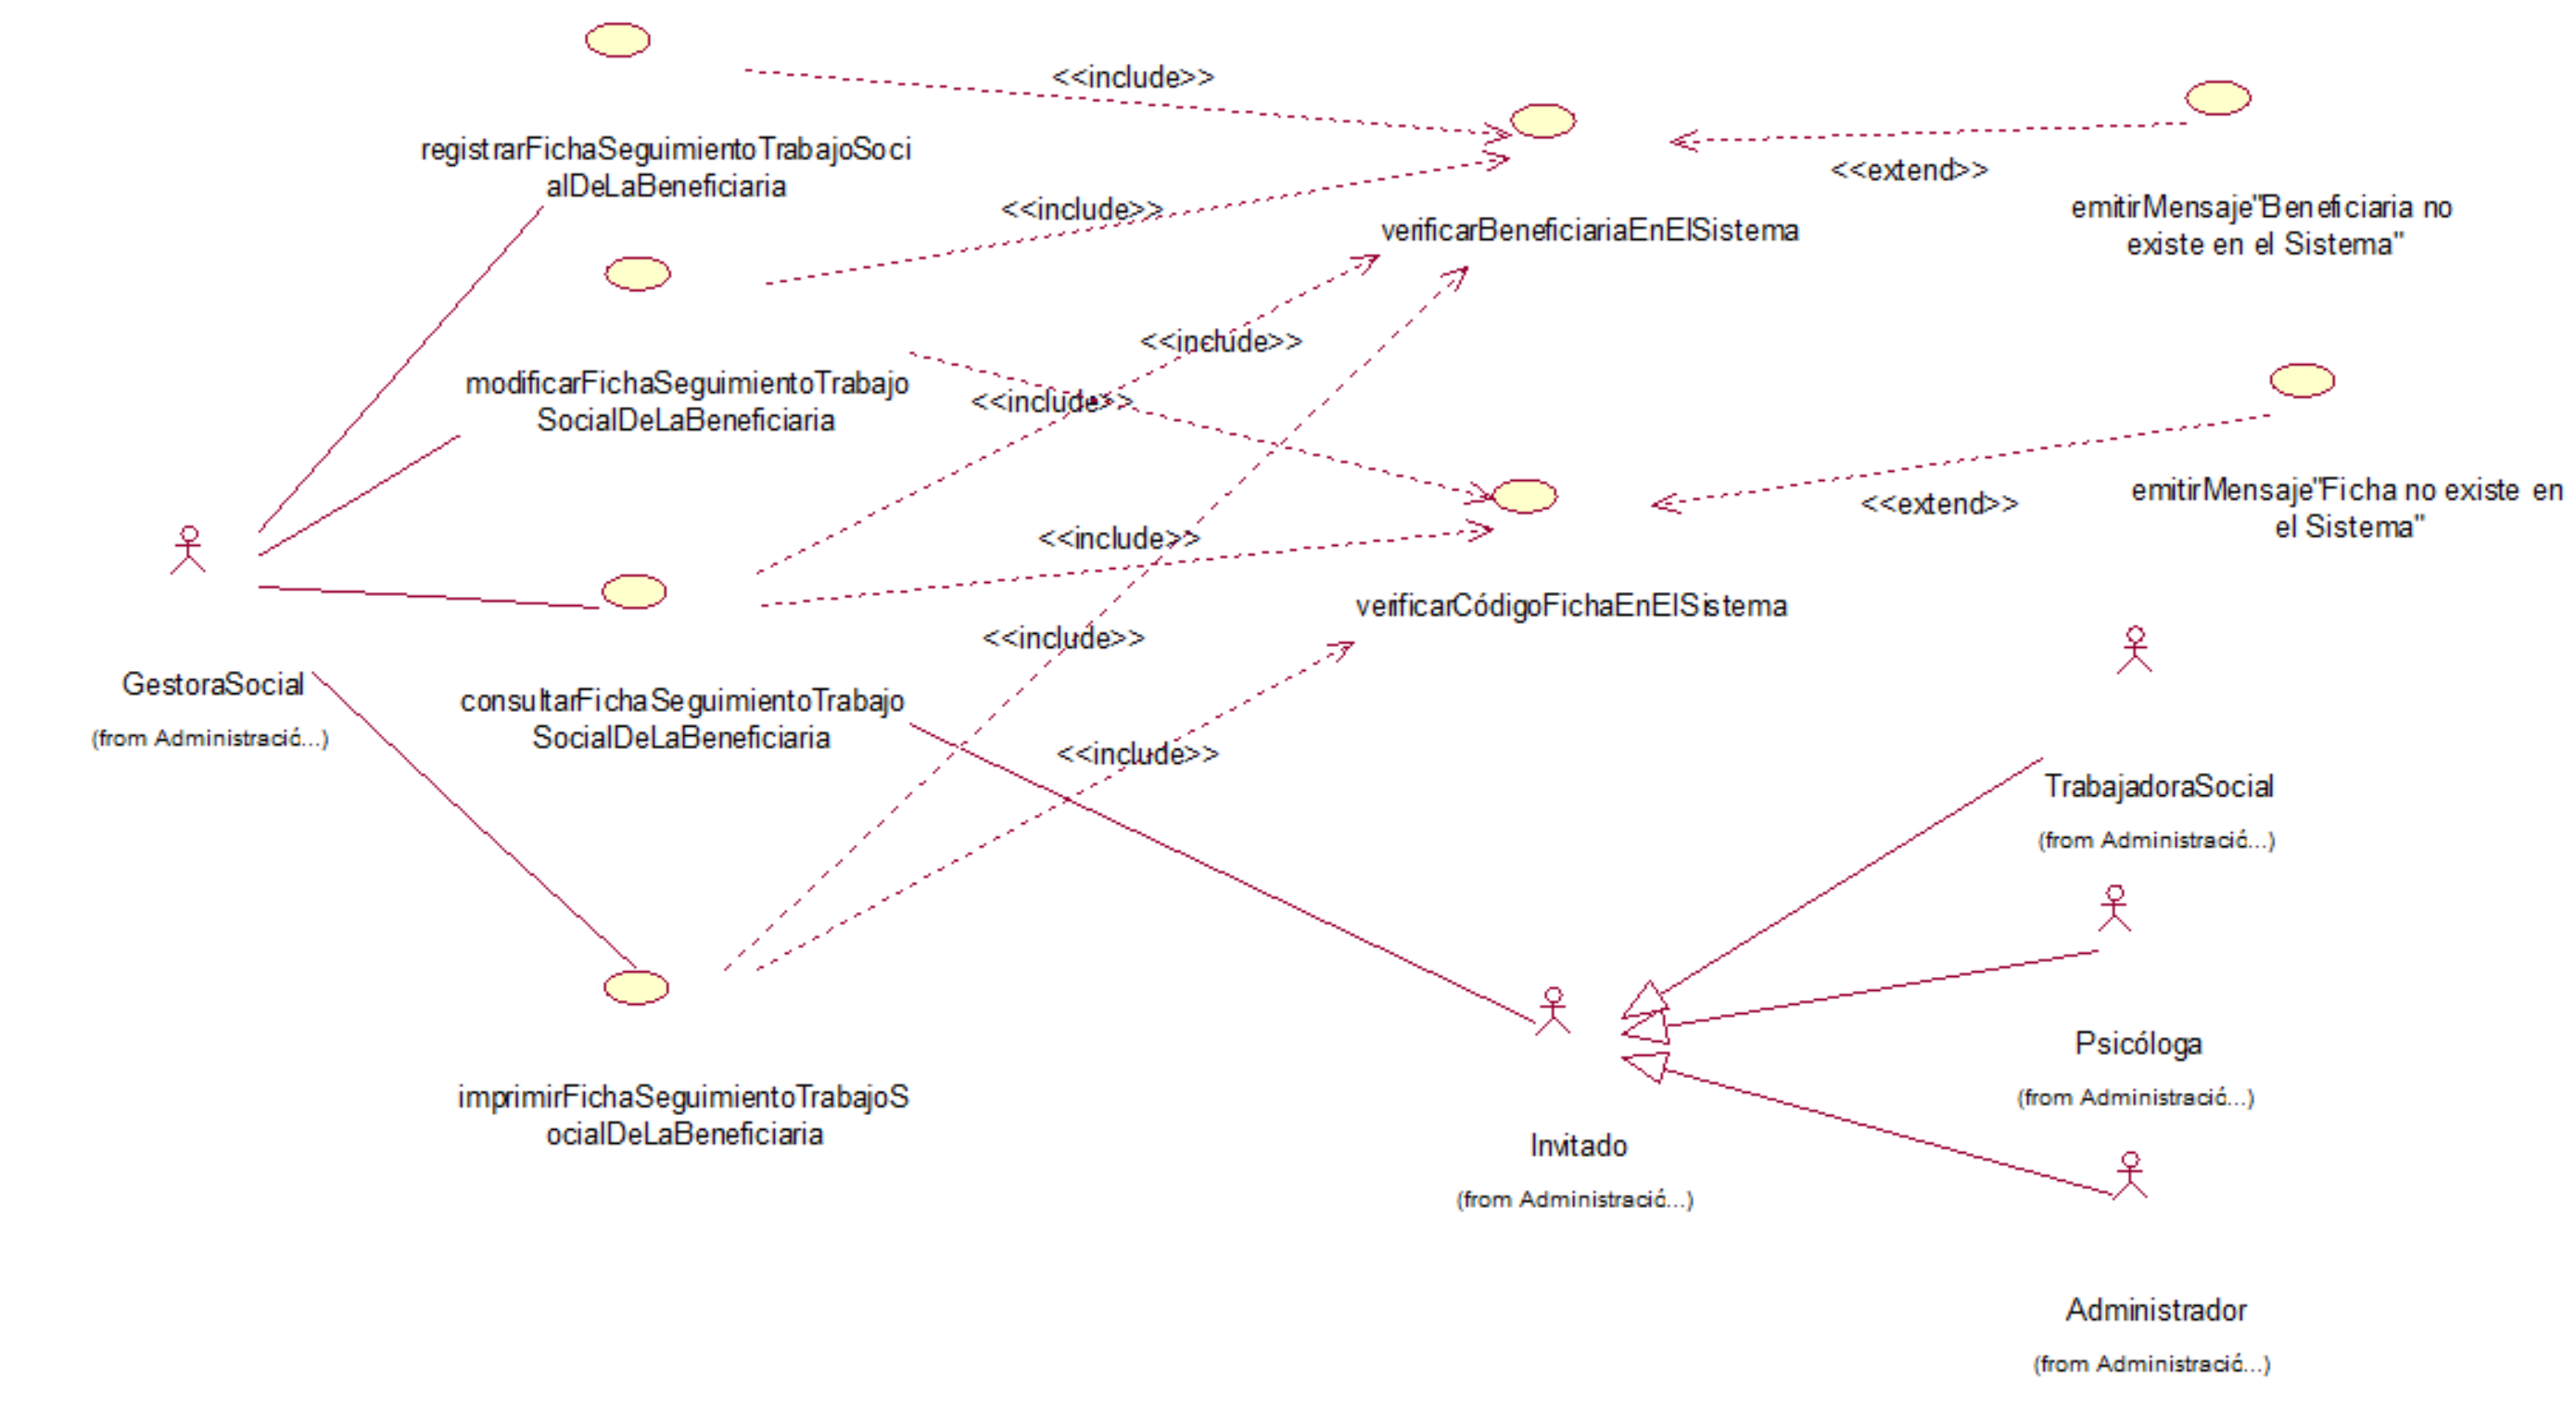 <<include>>
registrarFichaSeguimientoTrabajoSoci
alDeLaBeneficiaria
<<extend>>
<<include>>
verificarBeneficiariaEnElSistema
emitirMensaje"Beneficiaria no
existe en el Sistema"
<<include>>
modificarFichaSeguimientoTrabajo
SocialDeLaBeneficiaria
<<include>>
<<extend>>
emitirMensaje"Ficha no existe en
el Sistema"
<<include>>
verificarCódigoFichaEnElSistema
<<include>>
GestoraSocial
(from Administració...)
consultarFichaSeguimientoTrabajo
SocialDeLaBeneficiaria
<<include>>
TrabajadoraSocial
(from Administració...)
Psicóloga
(from Administració...)
imprimirFichaSeguimientoTrabajoS
ocialDeLaBeneficiaria
Invitado
(from Administració...)
Administrador
(from Administració...)